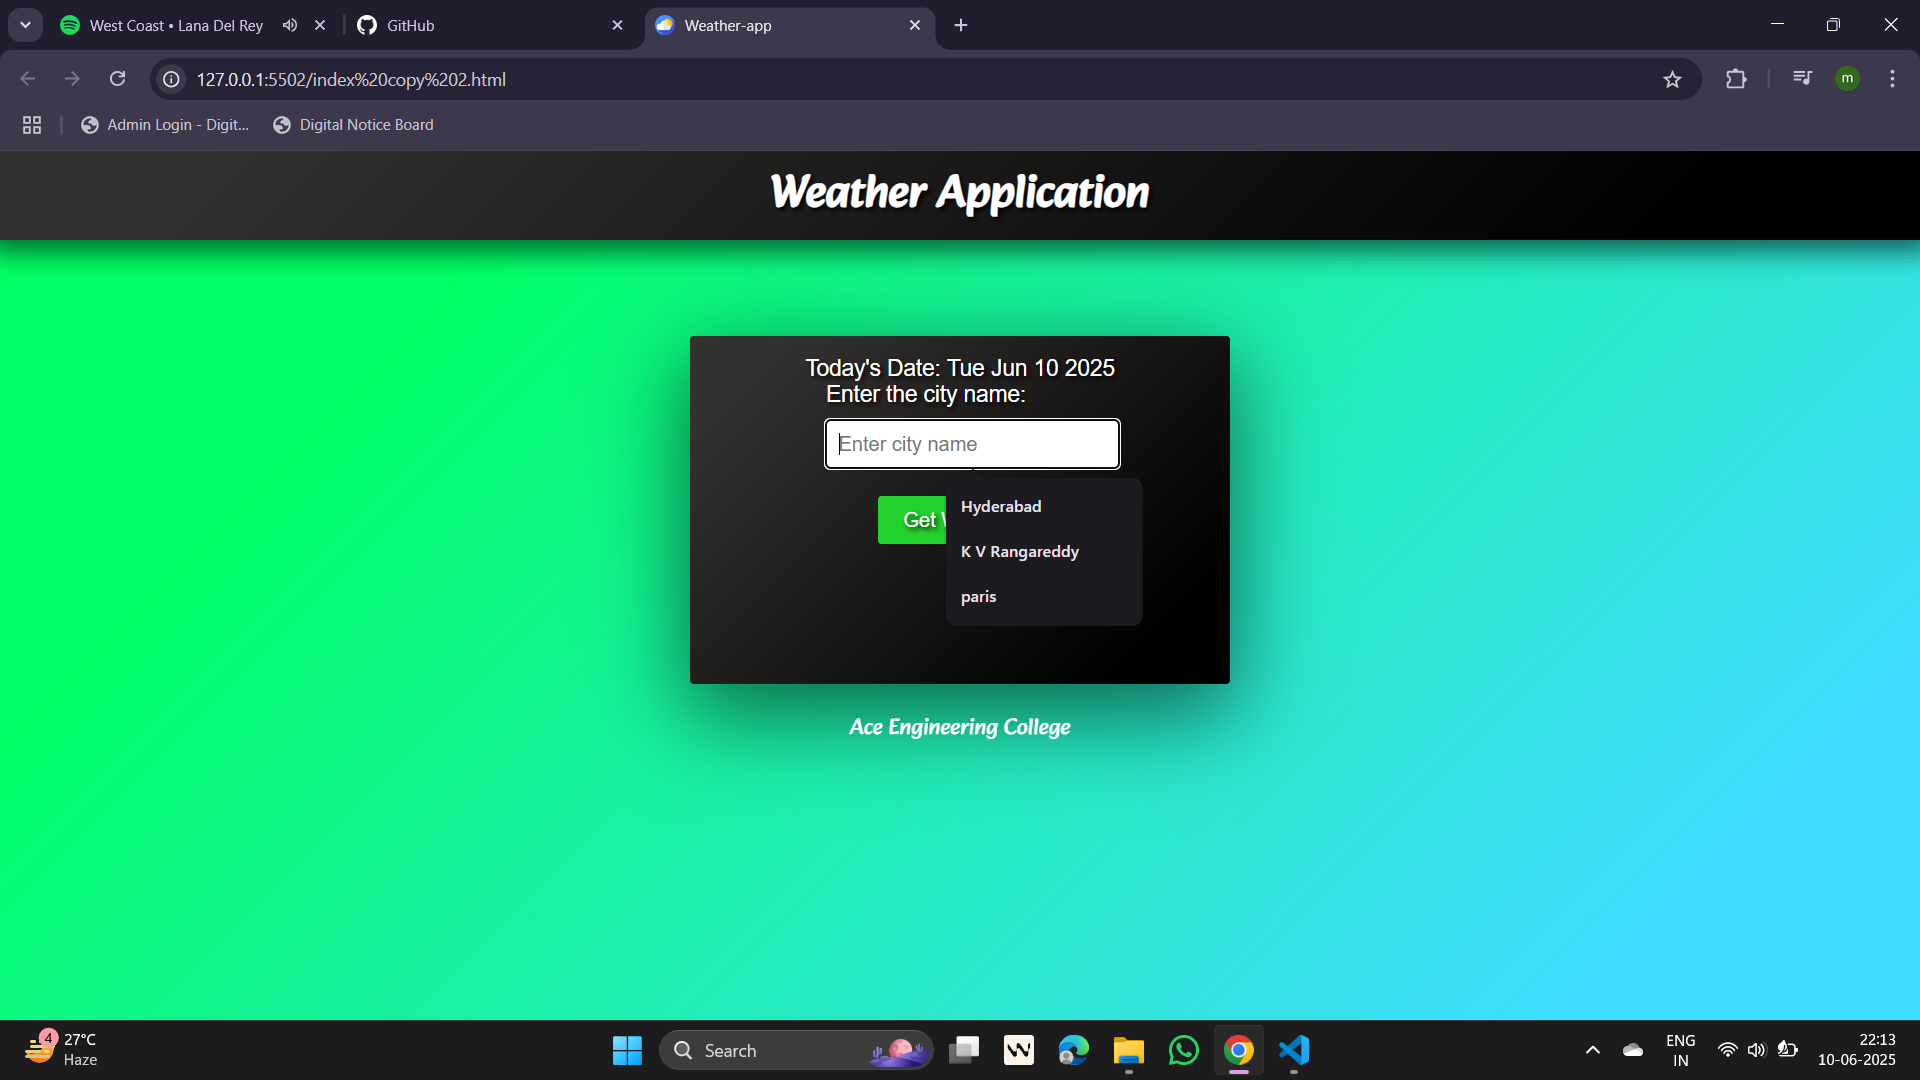 West Coast • Lana Del Rey
GitHub
Weather-app
127.0.0.1:5502/index%20copy%202.html
m
Admin Login - Digit...
Digital Notice Board
Weather Application
Today's Date: Tue Jun 10 2025
Enter the city name:
Enter city name
Get W
Hyderabad
K V Rangareddy
paris
Ace Engineering College
4
27°C
Haze
Search
ENG
IN
22:13
10-06-2025